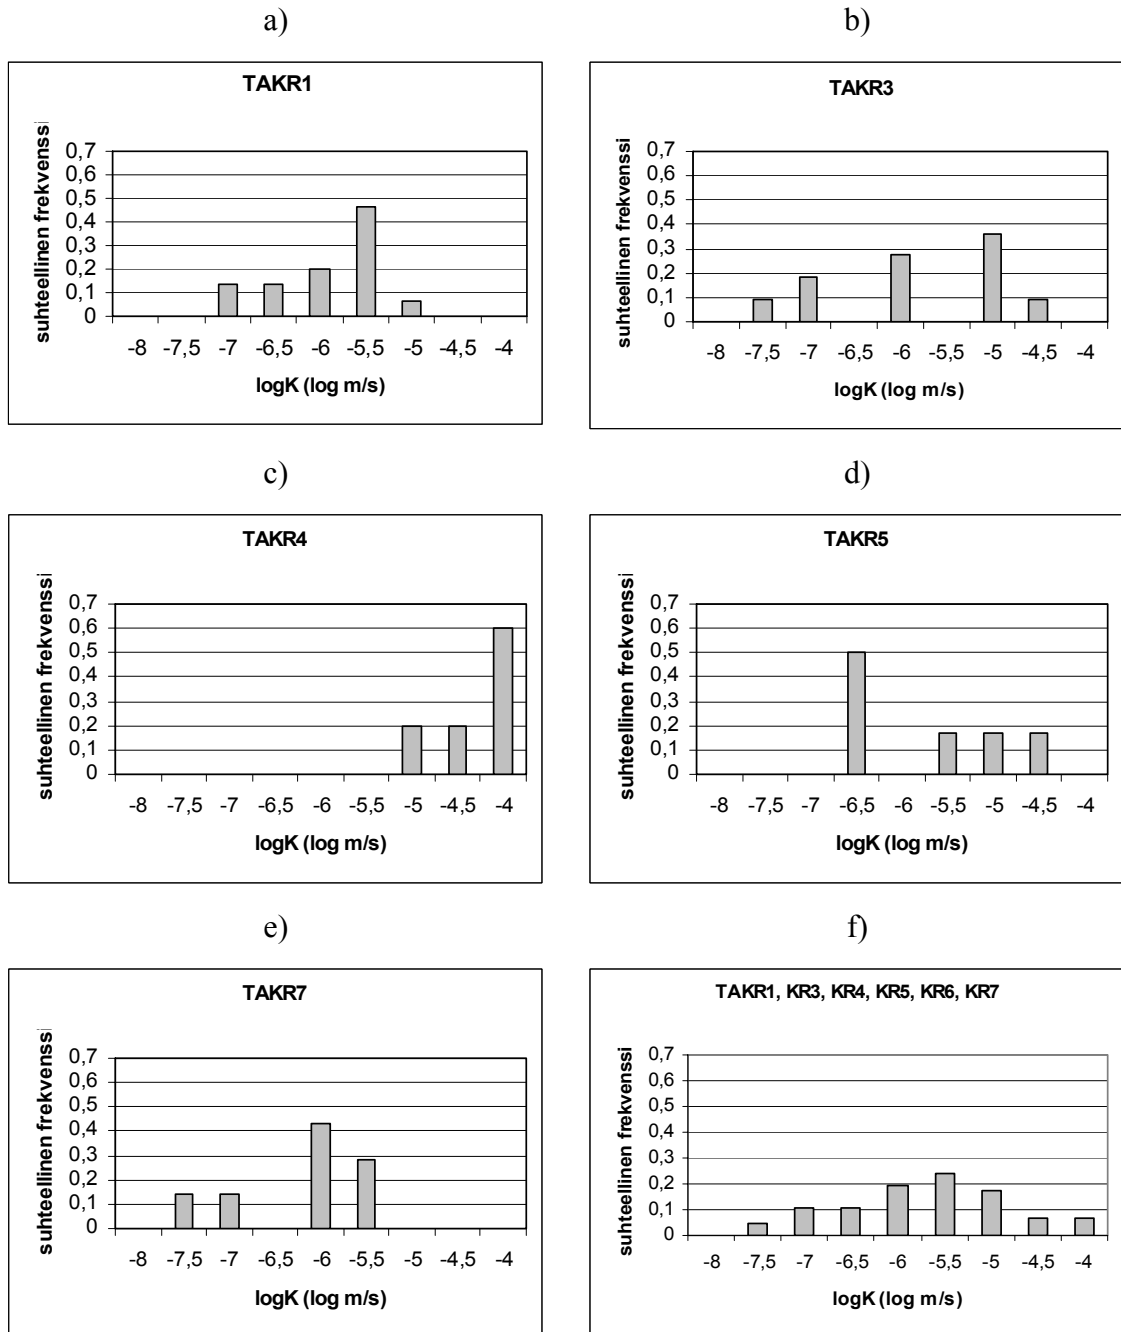 a)
TAKR1
suhteellinen frekvenssi
0,7
0,6
0,5
0,4
0,3
0,2
0,1
0
-8 -7,5 -7 -6,5 -6 -5,5 -5 -4,5 -4
logK (log m/s)
b)
TAKR3
suhteellinen frekvenssi
0,7
0,6
0,5
0,4
0,3
0,2
0,1
0
-8 -7,5 -7 -6,5 -6 -5,5 -5 -4,5 -4
logK (log m/s)
c)
TAKR4
suhteellinen frekvenssi
0,7
0,6
0,5
0,4
0,3
0,2
0,1
0
-8 -7,5 -7 -6,5 -6 -5,5 -5 -4,5 -4
logK (log m/s)
d)
TAKR5
suhteellinen frekvenssi
0,7
0,6
0,5
0,4
0,3
0,2
0,1
0
-8 -7,5 -7 -6,5 -6 -5,5 -5 -4,5 -4
logK (log m/s)
e)
TAKR7
suhteellinen frekvenssi
0,7
0,6
0,5
0,4
0,3
0,2
0,1
0
-8 -7,5 -7 -6,5 -6 -5,5 -5 -4,5 -4
logK (log m/s)
f)
TAKR1, KR3, KR4, KR5, KR6, KR7
suhteellinen frekvenssi
0,7
0,6
0,5
0,4
0,3
0,2
0,1
0
-8 -7,5 -7 -6,5 -6 -5,5 -5 -4,5 -4
logK (log m/s)